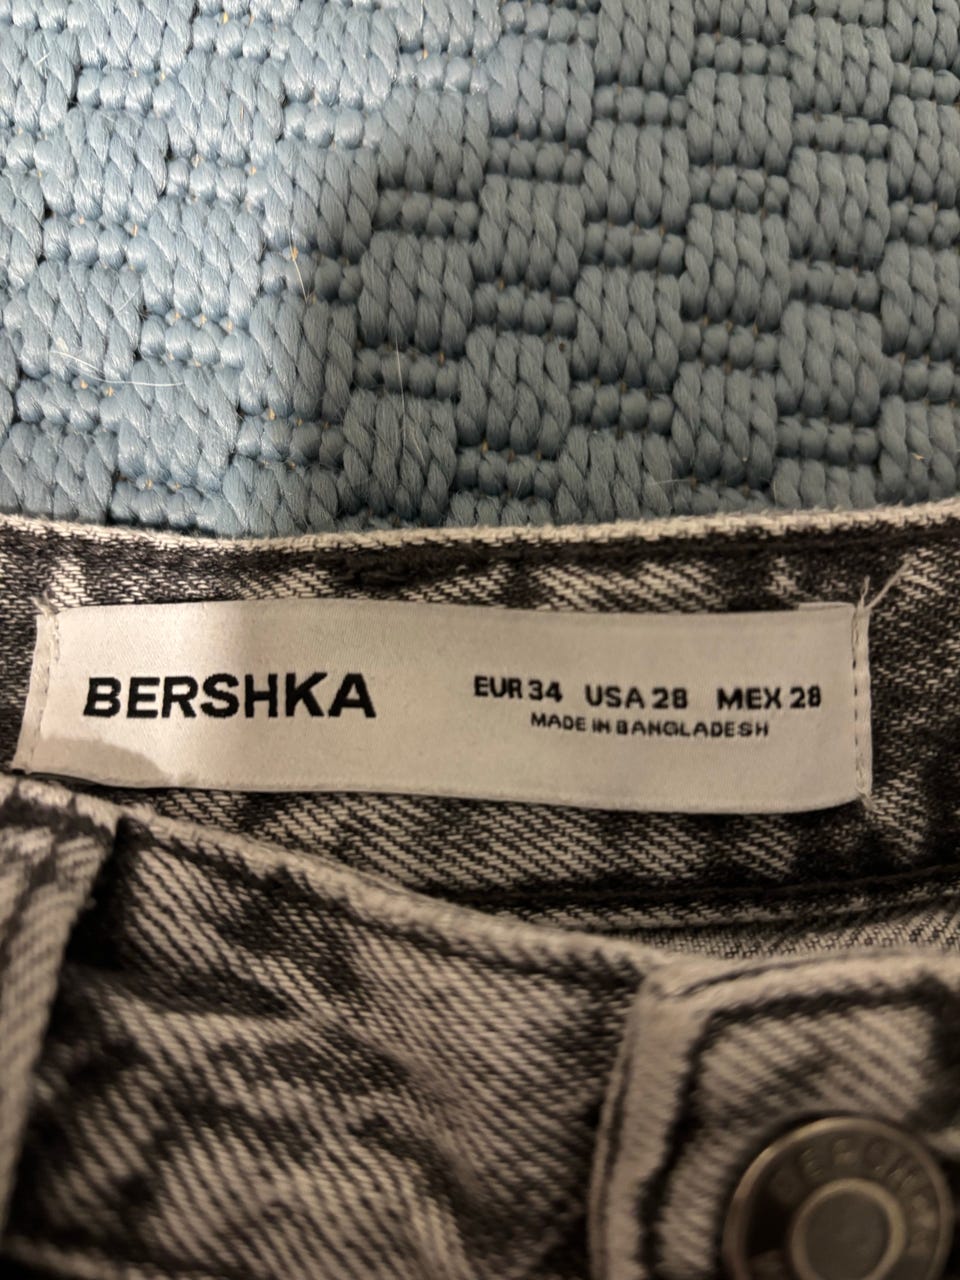 BERSHKA
EUR 34 USA 28 MEX 28
MADE IN BANGLADESH